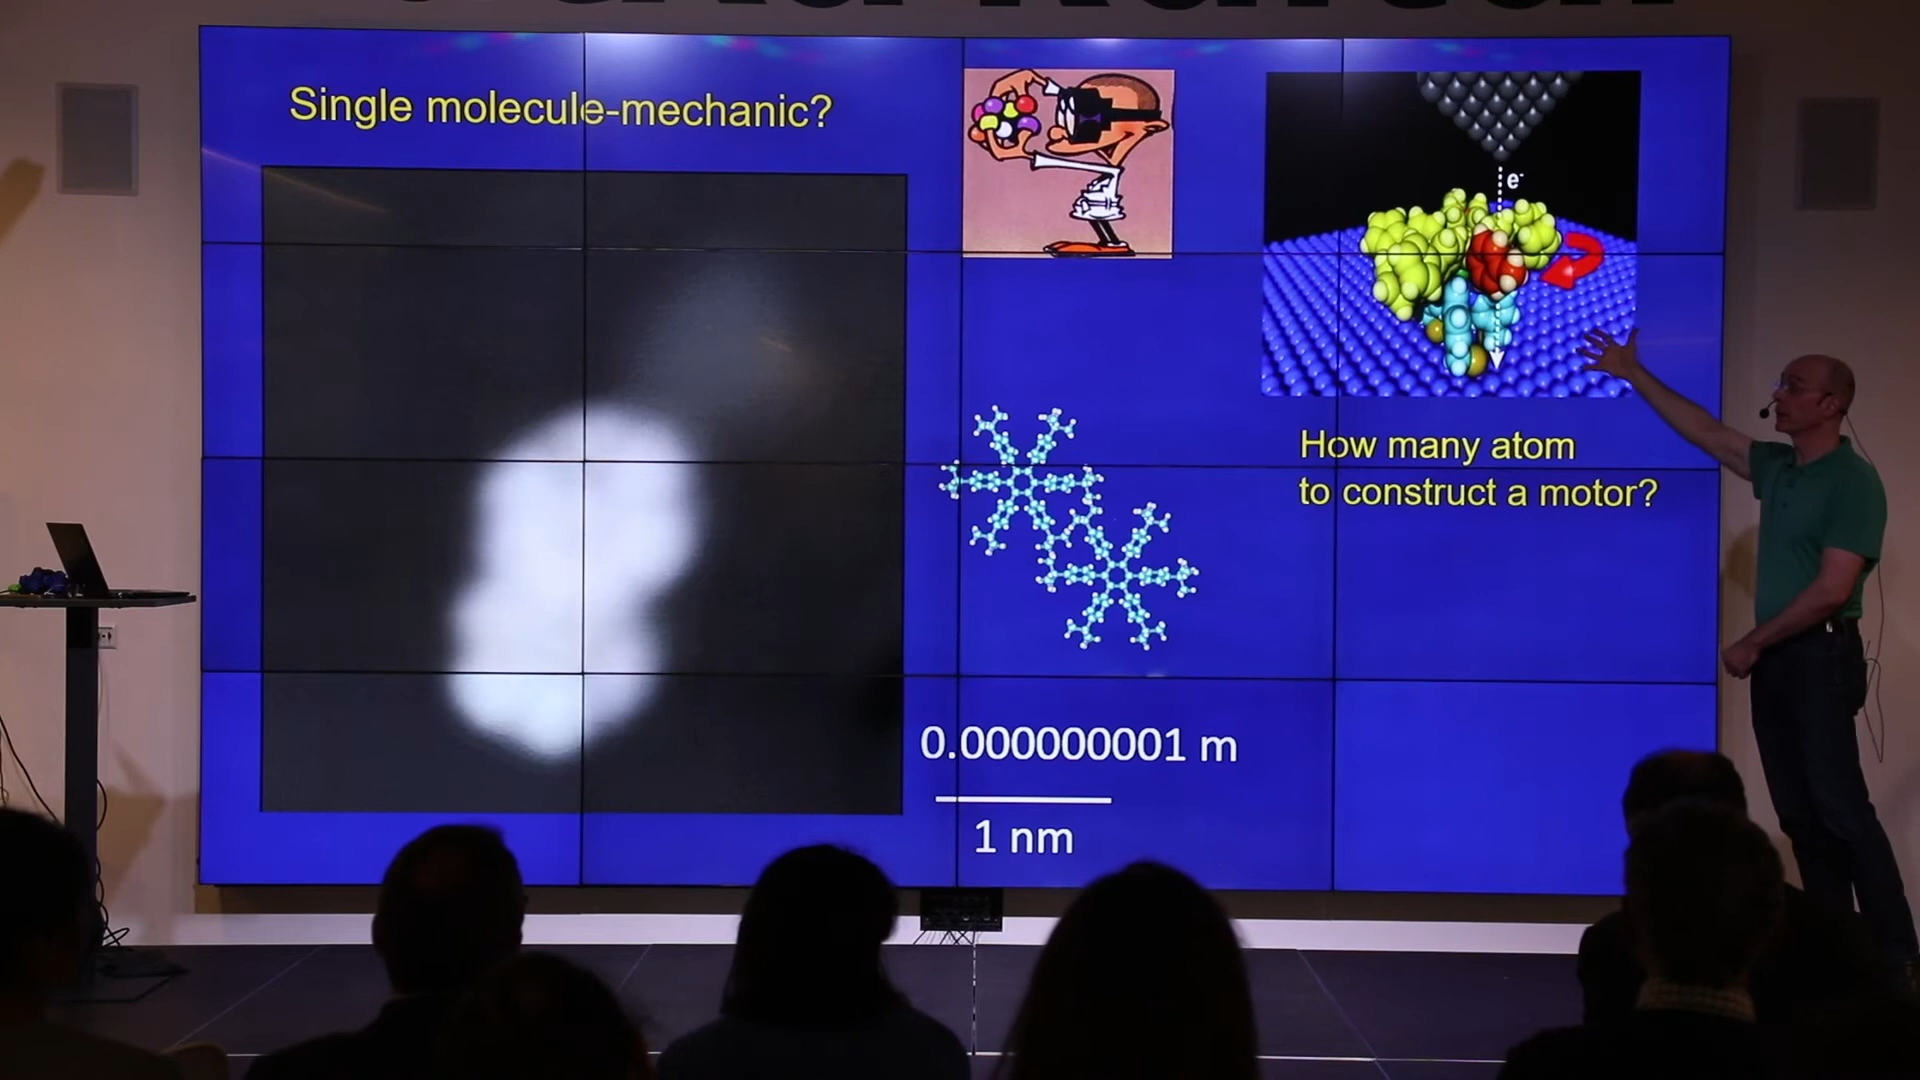 Single molecule-mechanic?
e-
How many atom
to construct a motor?
0.000000001 m
1 nm